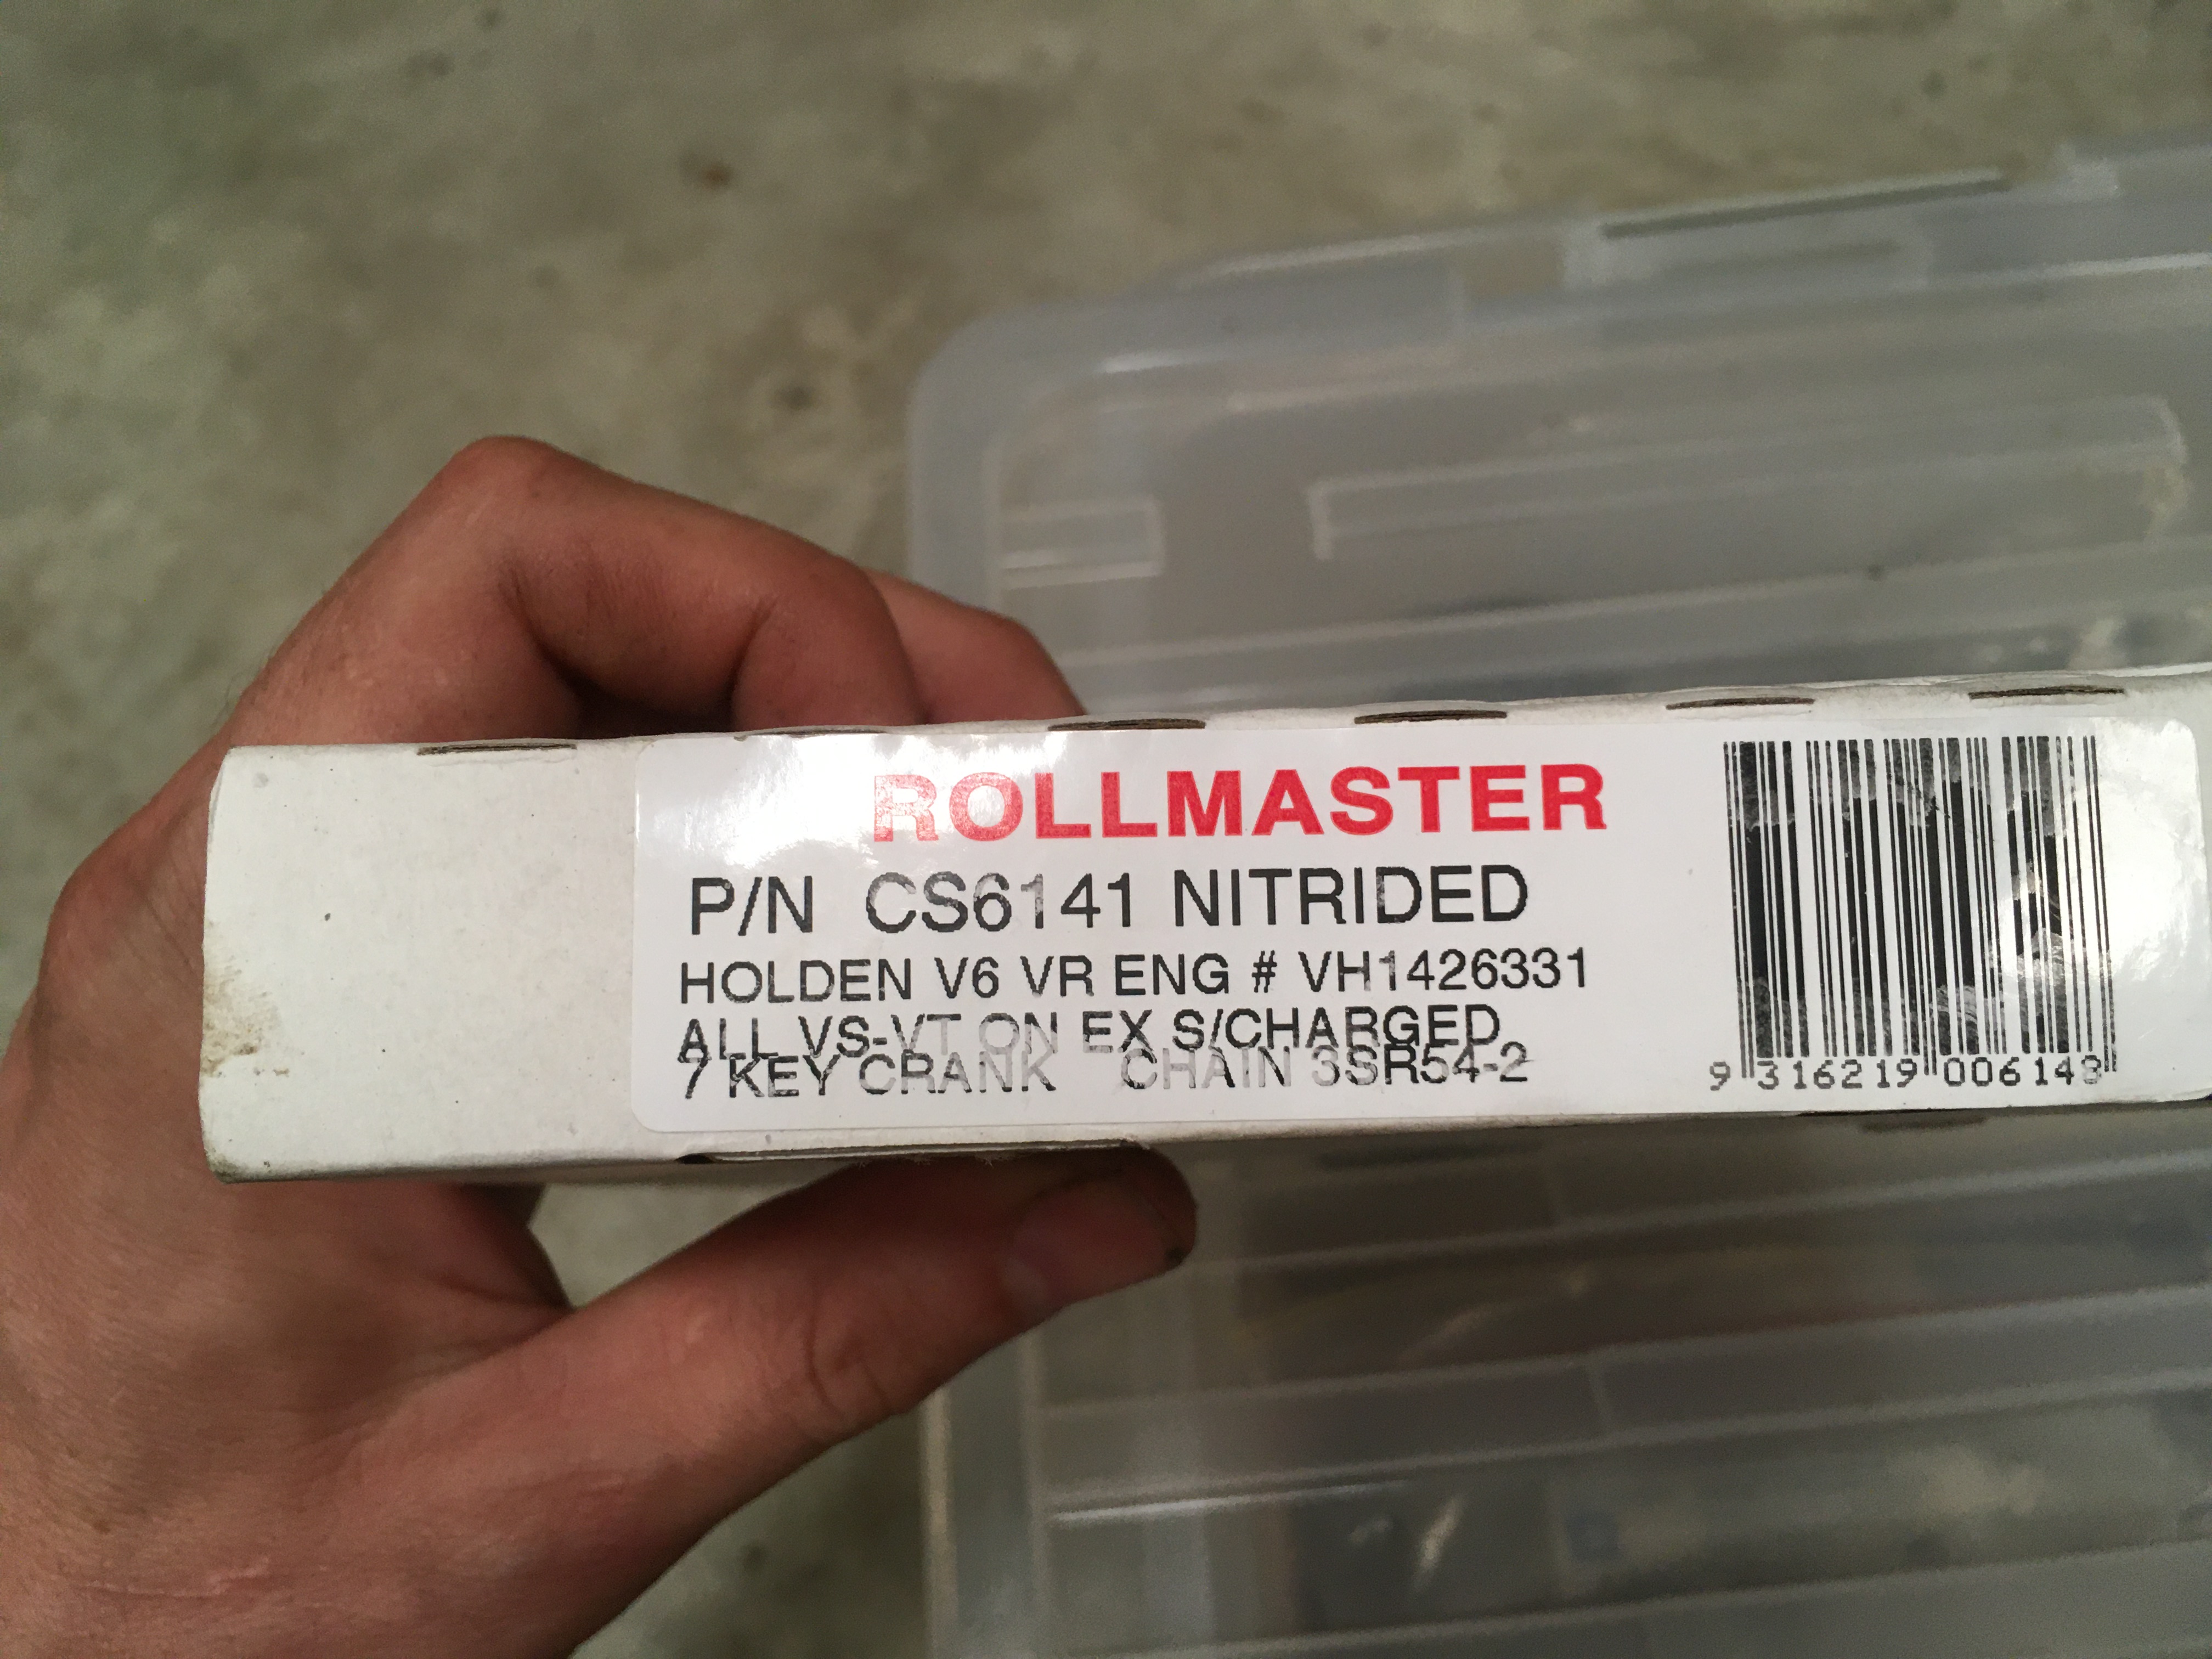 ROLLMASTER
P/N CS6141 NITRIDED
HOLDEN V6 VR ENG # VH1426331
ALL VS-VT ON EX S/CHARGED
7 KEY CRANK CHAIN 3SR54-2
9 316219 006148